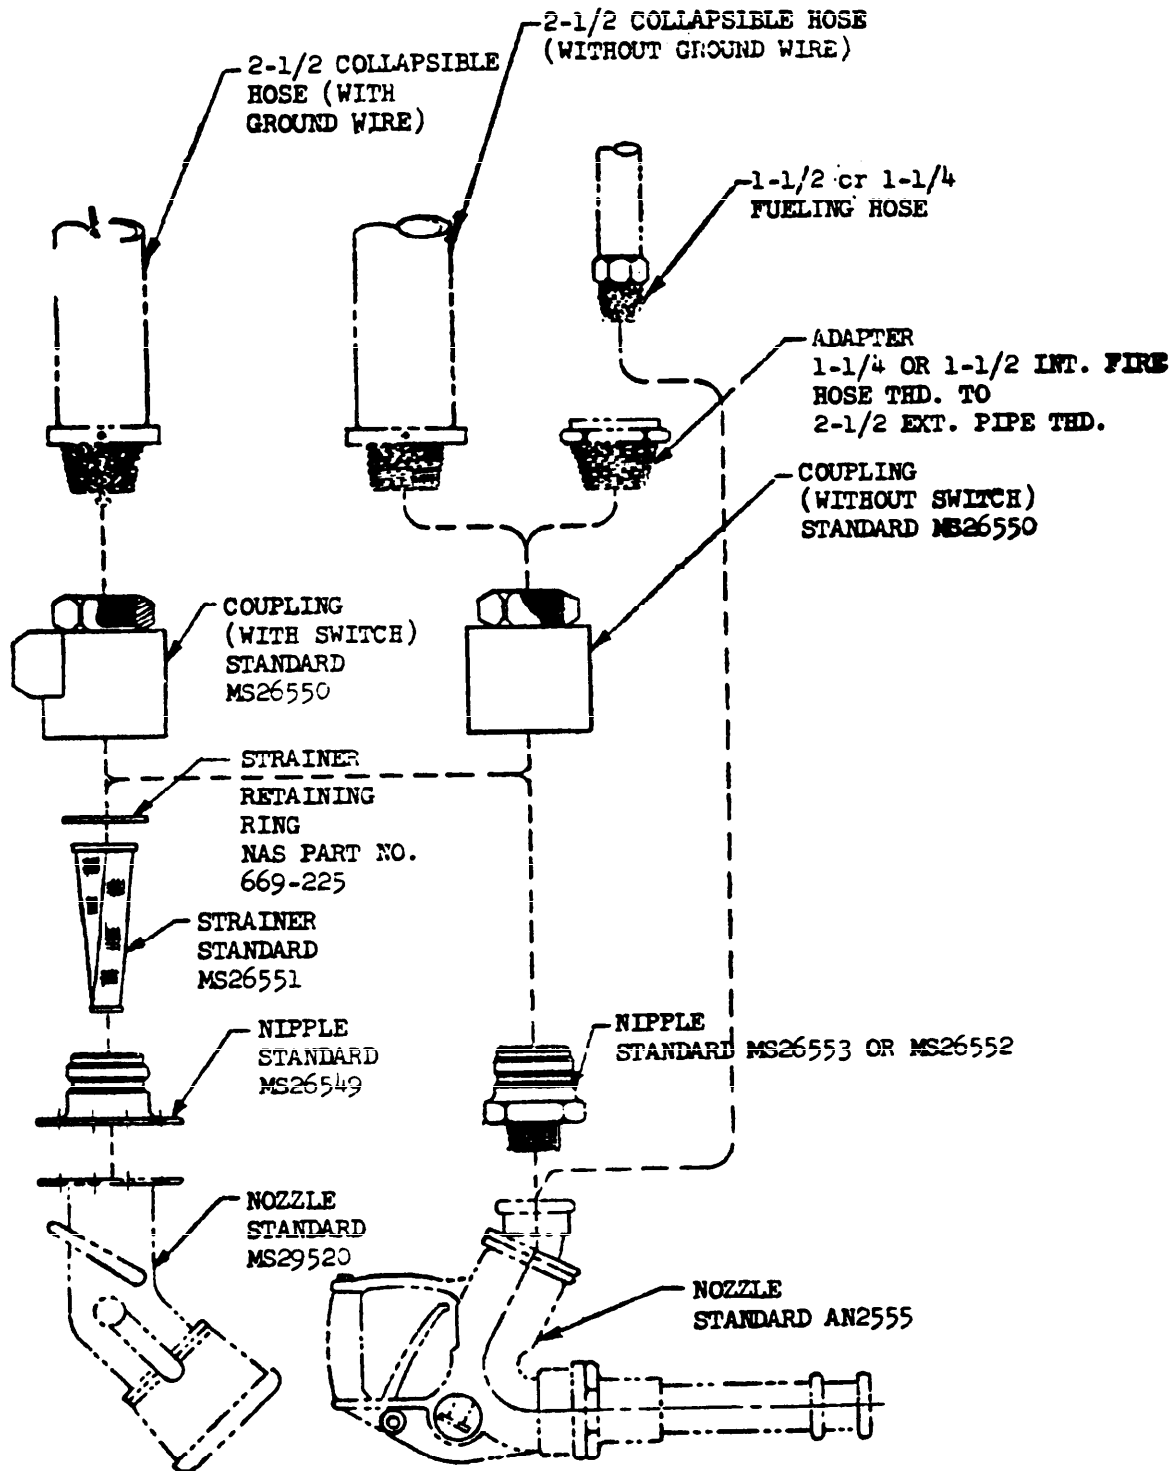 2-1/2 COLLAPSIBLE HOSE
(WITHOUT GROUND WIRE)
2-1/2 COLLAPSIBLE
HOSE (WITH
GROUND WIRE)
1-1/2 or 1-1/4
FUELING HOSE
ADAPTER
1-1/4 OR 1-1/2 INT. FIRE
HOSE THD. TO
2-1/2 EXT. PIPE THD.
COUPLING
(WITHOUT SWITCH)
STANDARD MS26550
COUPLING
(WITH SWITCH)
STANDARD
MS26550
STRAINER
RETAINING
RING
NAS PART NO.
669-225
STRAINER
STANDARD
MS26551
NIPPLE
STANDARD
MS26549
NIPPLE
STANDARD MS26553 OR MS26552
NOZZLE
STANDARD
MS29520
NOZZLE
STANDARD AN2555